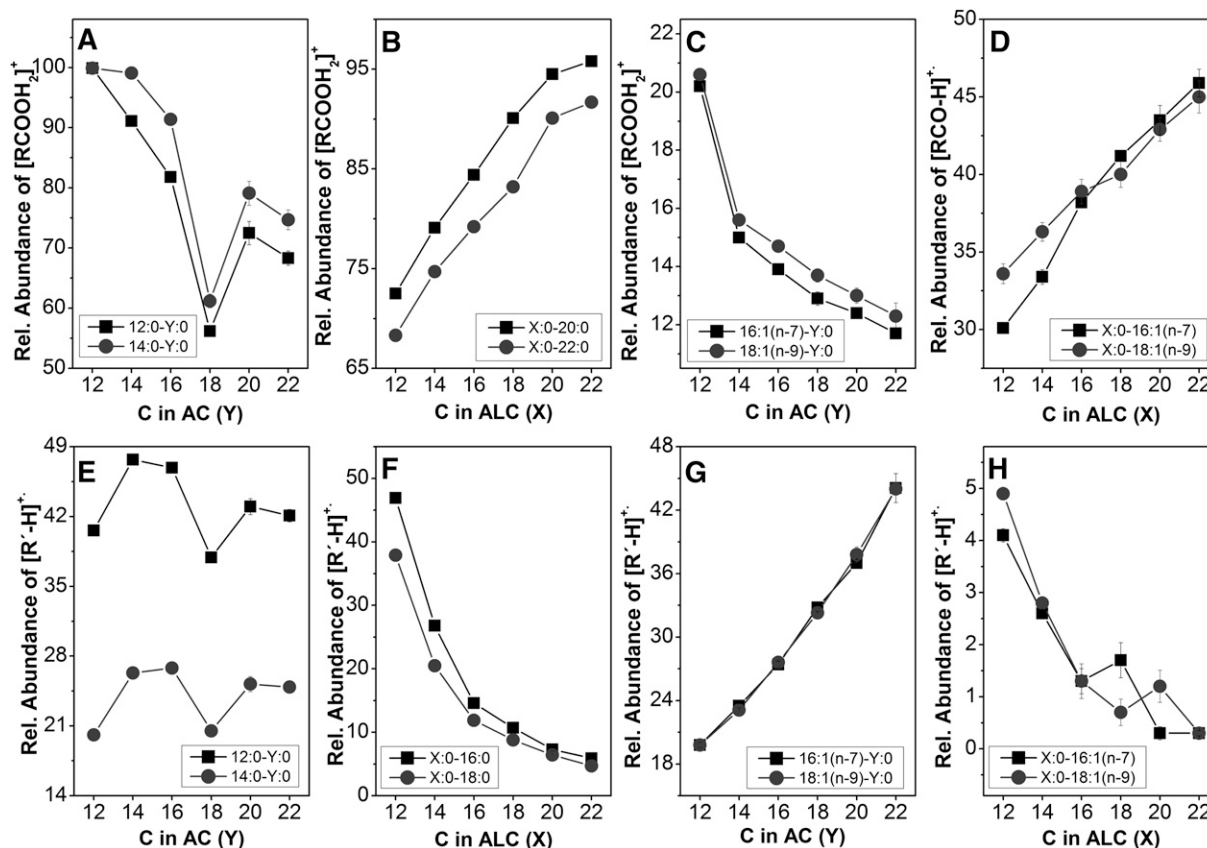 A
Rel. Abundance of [RCOOH₂]⁺
100
90
80
70
60
50
12:0-Y:0
14:0-Y:0
12 14 16 18 20 22
C in AC (Y)
B
Rel. Abundance of [RCOOH₂]⁺
95
85
75
65
X:0-20:0
X:0-22:0
12 14 16 18 20 22
C in ALC (X)
C
Rel. Abundance of [RCOOH₂]⁺
22
20
18
16
14
12
16:1(n-7)-Y:0
18:1(n-9)-Y:0
12 14 16 18 20 22
C in AC (Y)
D
Rel. Abundance of [RCO-H]⁺·
50
45
40
35
30
X:0-16:1(n-7)
X:0-18:1(n-9)
12 14 16 18 20 22
C in ALC (X)
E
Rel. Abundance of [R´-H]⁺·
49
42
35
28
21
14
12:0-Y:0
14:0-Y:0
12 14 16 18 20 22
C in AC (Y)
F
Rel. Abundance of [R´-H]⁺·
50
40
30
20
10
0
X:0-16:0
X:0-18:0
12 14 16 18 20 22
C in ALC (X)
G
Rel. Abundance of [R´-H]⁺·
48
42
36
30
24
18
16:1(n-7)-Y:0
18:1(n-9)-Y:0
12 14 16 18 20 22
C in AC (Y)
H
Rel. Abundance of [R´-H]⁺·
5
4
3
2
1
0
X:0-16:1(n-7)
X:0-18:1(n-9)
12 14 16 18 20 22
C in ALC (X)